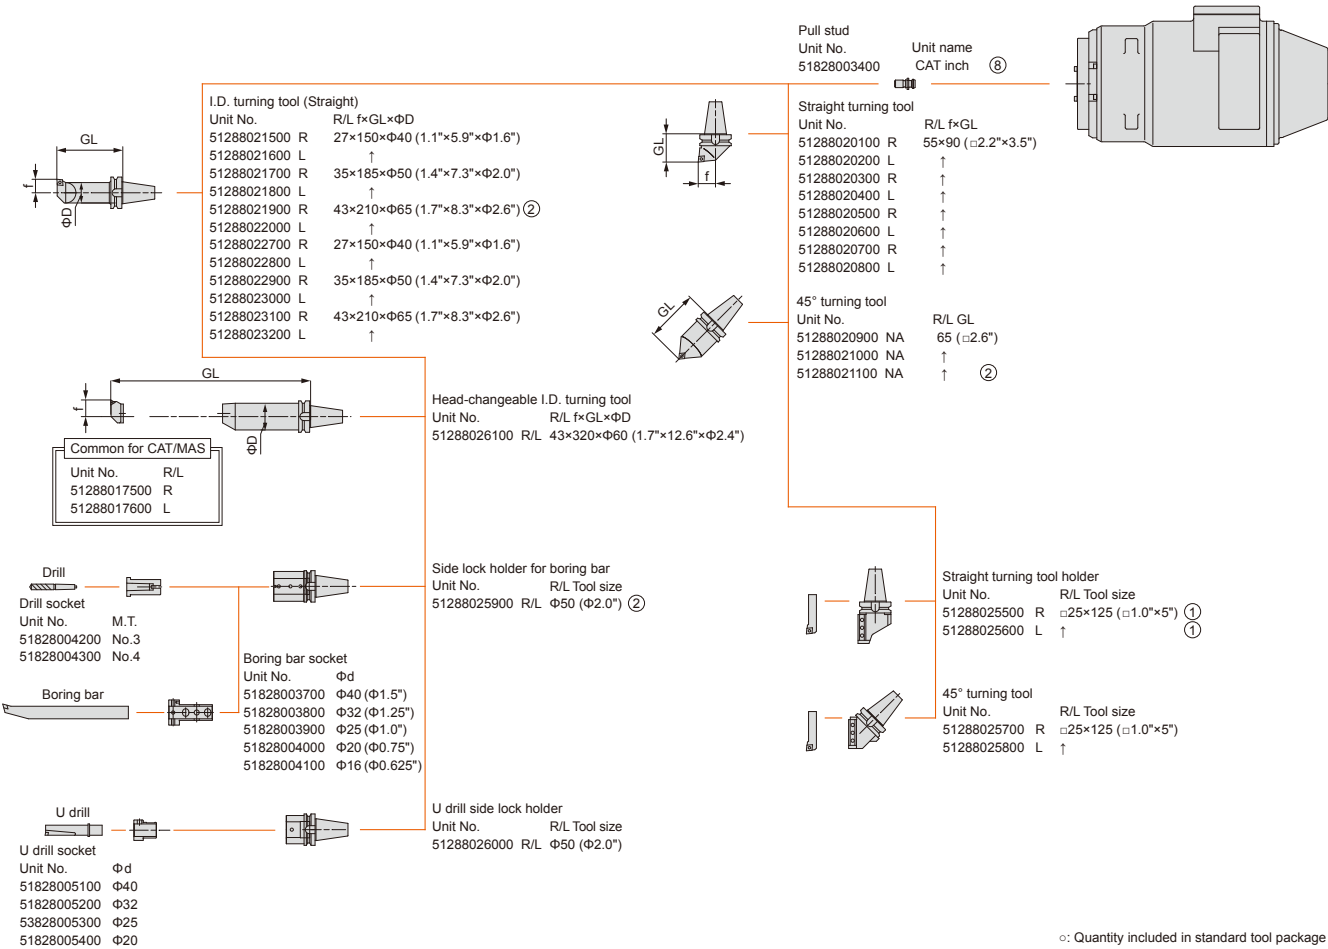 Pull stud
Unit No. Unit name
51828003400 CAT inch ⑧
I.D. turning tool (Straight)
Unit No. R/L f×GL×ΦD
51288021500 R 27×150×Φ40 (1.1"×5.9"×Φ1.6")
51288021600 L ↑
51288021700 R 35×185×Φ50 (1.4"×7.3"×Φ2.0")
51288021800 L ↑
51288021900 R 43×210×Φ65 (1.7"×8.3"×Φ2.6") ②
51288022000 L ↑
51288022700 R 27×150×Φ40 (1.1"×5.9"×Φ1.6")
51288022800 L ↑
51288022900 R 35×185×Φ50 (1.4"×7.3"×Φ2.0")
51288023000 L ↑
51288023100 R 43×210×Φ65 (1.7"×8.3"×Φ2.6")
51288023200 L ↑
GL
f
ΦD
Straight turning tool
Unit No. R/L f×GL
51288020100 R 55×90 (□2.2"×3.5")
51288020200 L ↑
51288020300 R ↑
51288020400 L ↑
51288020500 R ↑
51288020600 L ↑
51288020700 R ↑
51288020800 L ↑
GL
f
45° turning tool
Unit No. R/L GL
51288020900 NA 65 (□2.6")
51288021000 NA ↑
51288021100 NA ↑ ②
GL
GL
f
ΦD
Head-changeable I.D. turning tool
Unit No. R/L f×GL×ΦD
51288026100 R/L 43×320×Φ60 (1.7"×12.6"×Φ2.4")
Common for CAT/MAS
Unit No. R/L
51288017500 R
51288017600 L
Drill
Drill socket
Unit No. M.T.
51828004200 No.3
51828004300 No.4
Side lock holder for boring bar
Unit No. R/L Tool size
51288025900 R/L Φ50 (Φ2.0") ②
Boring bar
Boring bar socket
Unit No. Φd
51828003700 Φ40 (Φ1.5")
51828003800 Φ32 (Φ1.25")
51828003900 Φ25 (Φ1.0")
51828004000 Φ20 (Φ0.75")
51828004100 Φ16 (Φ0.625")
Straight turning tool holder
Unit No. R/L Tool size
51288025500 R □25×125 (□1.0"×5") ①
51288025600 L ↑ ①
45° turning tool
Unit No. R/L Tool size
51288025700 R □25×125 (□1.0"×5")
51288025800 L ↑
U drill
U drill socket
Unit No. Φd
51828005100 Φ40
51828005200 Φ32
53828005300 Φ25
51828005400 Φ20
U drill side lock holder
Unit No. R/L Tool size
51288026000 R/L Φ50 (Φ2.0")
○: Quantity included in standard tool package